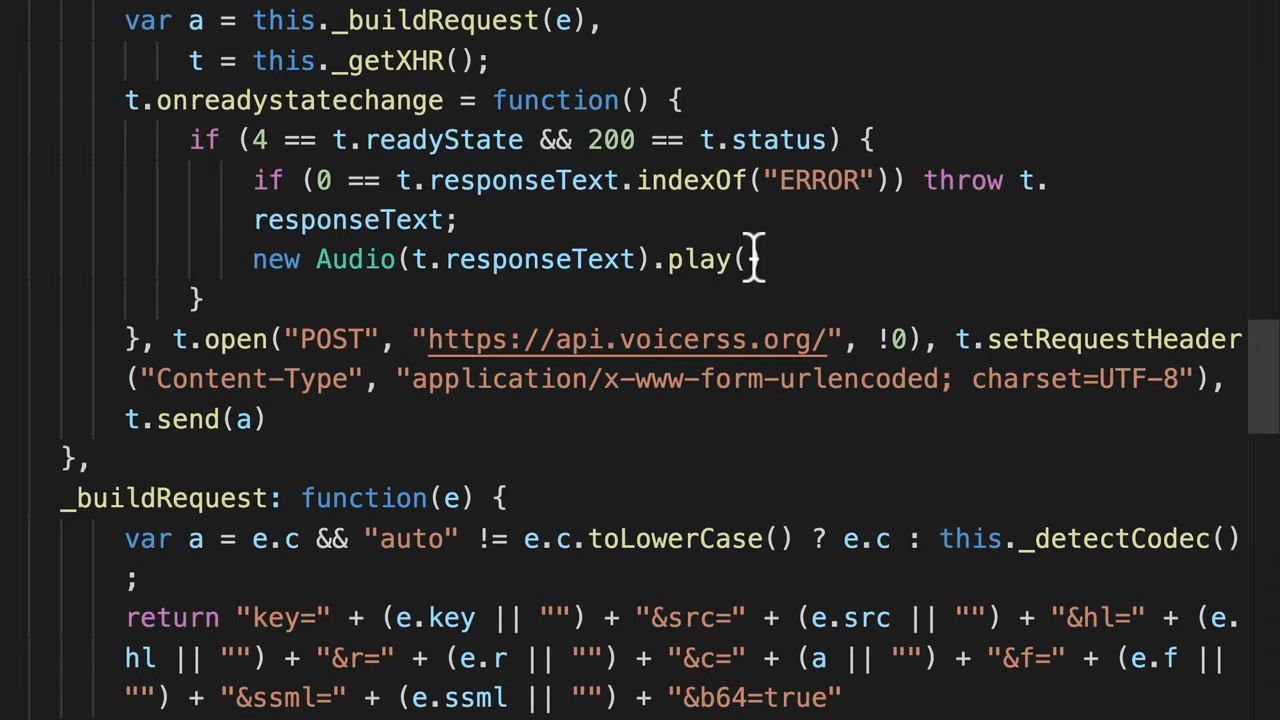 var a = this._buildRequest(e),
t = this._getXHR();
t.onreadystatechange = function() {
if (4 == t.readyState && 200 == t.status) {
if (0 == t.responseText.indexOf("ERROR")) throw t.
responseText;
new Audio(t.responseText).play(
}
}, t.open("POST", "https://api.voicerss.org/", !0), t.setRequestHeader
("Content-Type", "application/x-www-form-urlencoded; charset=UTF-8"),
t.send(a)
},
_buildRequest: function(e) {
var a = e.c && "auto" != e.c.toLowerCase() ? e.c : this._detectCodec()
;
return "key=" + (e.key || "") + "&src=" + (e.src || "") + "&hl=" + (e.
hl || "") + "&r=" + (e.r || "") + "&c=" + (a || "") + "&f=" + (e.f ||
"") + "&ssml=" + (e.ssml || "") + "&b64=true"